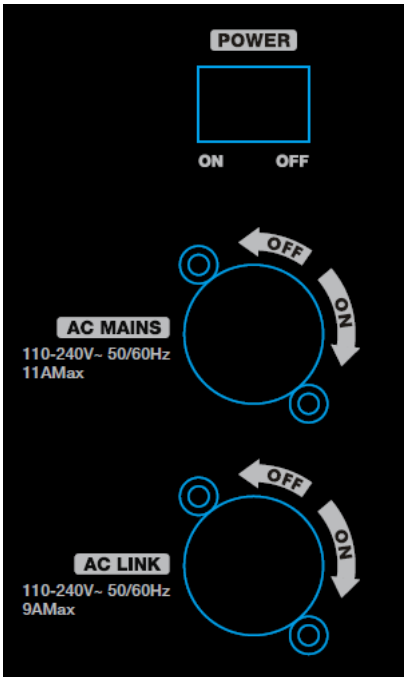 POWER
ON OFF
OFF
ON
AC MAINS
110-240V~ 50/60Hz
11AMax
OFF
ON
AC LINK
110-240V~ 50/60Hz
9AMax